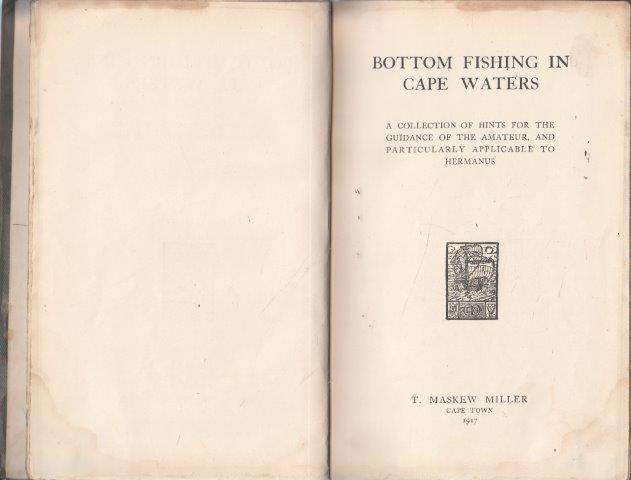 BOTTOM FISHING IN
CAPE WATERS
A COLLECTION OF HINTS FOR THE
GUIDANCE OF THE AMATEUR, AND
PARTICULARLY APPLICABLE TO
HERMANUS
T. MASKEW MILLER
CAPE TOWN
1917